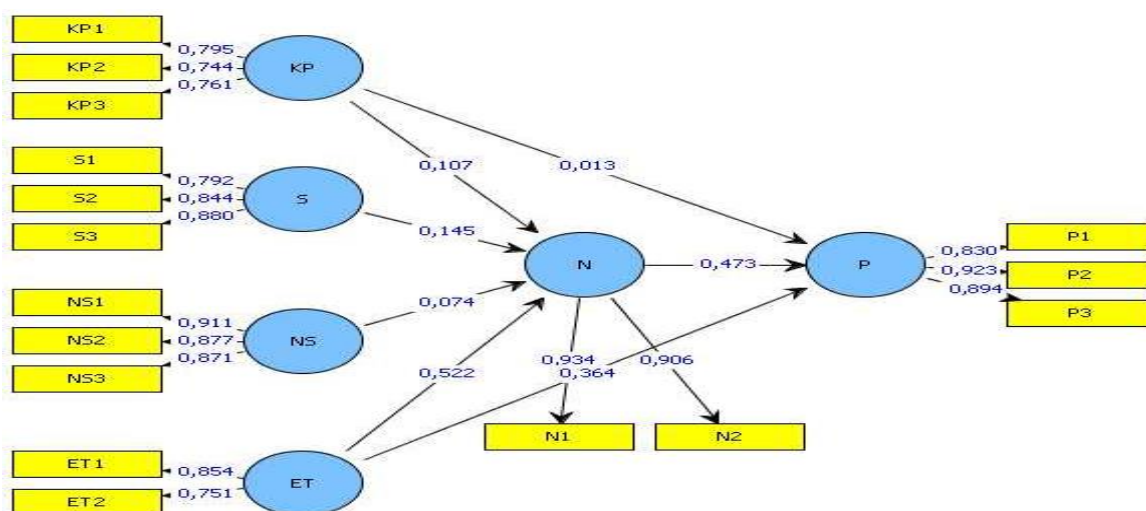 KP1
KP2
KP3
0,795
0,744
0,761
KP
S1
S2
S3
0,792
0,844
0,880
S
NS1
NS2
NS3
0,911
0,877
0,871
NS
ET1
ET2
0,854
0,751
ET
0,107
0,013
0,145
0,074
0,522
0,364
N
0,473
0,934
0,906
N1
N2
P
0,830
0,923
0,894
P1
P2
P3